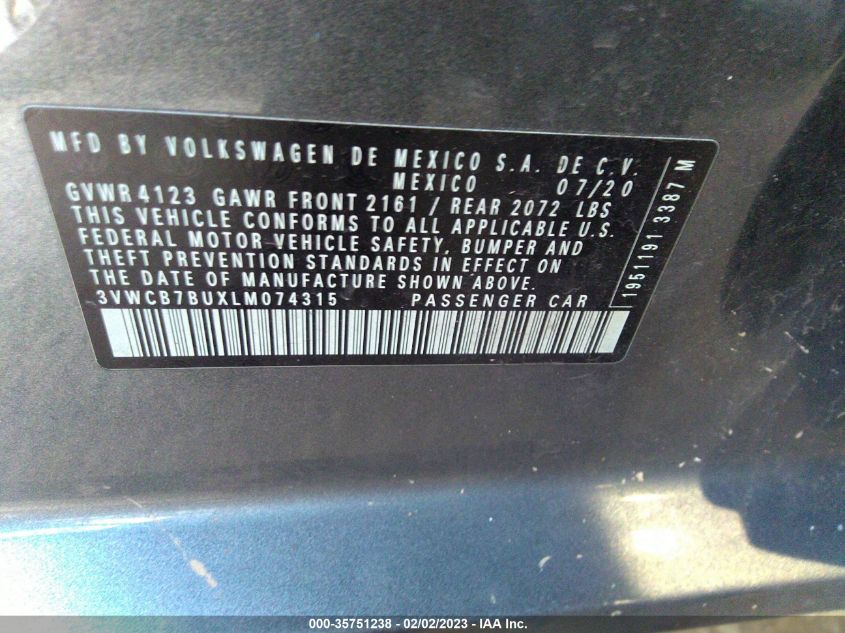 MFD BY VOLKSWAGEN DE MEXICO S.A. DE C.V.
MEXICO 07/20
GVWR 4123 GAWR FRONT 2161 / REAR 2072 LBS
THIS VEHICLE CONFORMS TO ALL APPLICABLE U.S.
FEDERAL MOTOR VEHICLE SAFETY, BUMPER AND
THEFT PREVENTION STANDARDS IN EFFECT ON
THE DATE OF MANUFACTURE SHOWN ABOVE.
3VWCB7BUXLM074315 PASSENGER CAR
1951191 3387 M
000-35751238 - 02/02/2023 - IAA Inc.